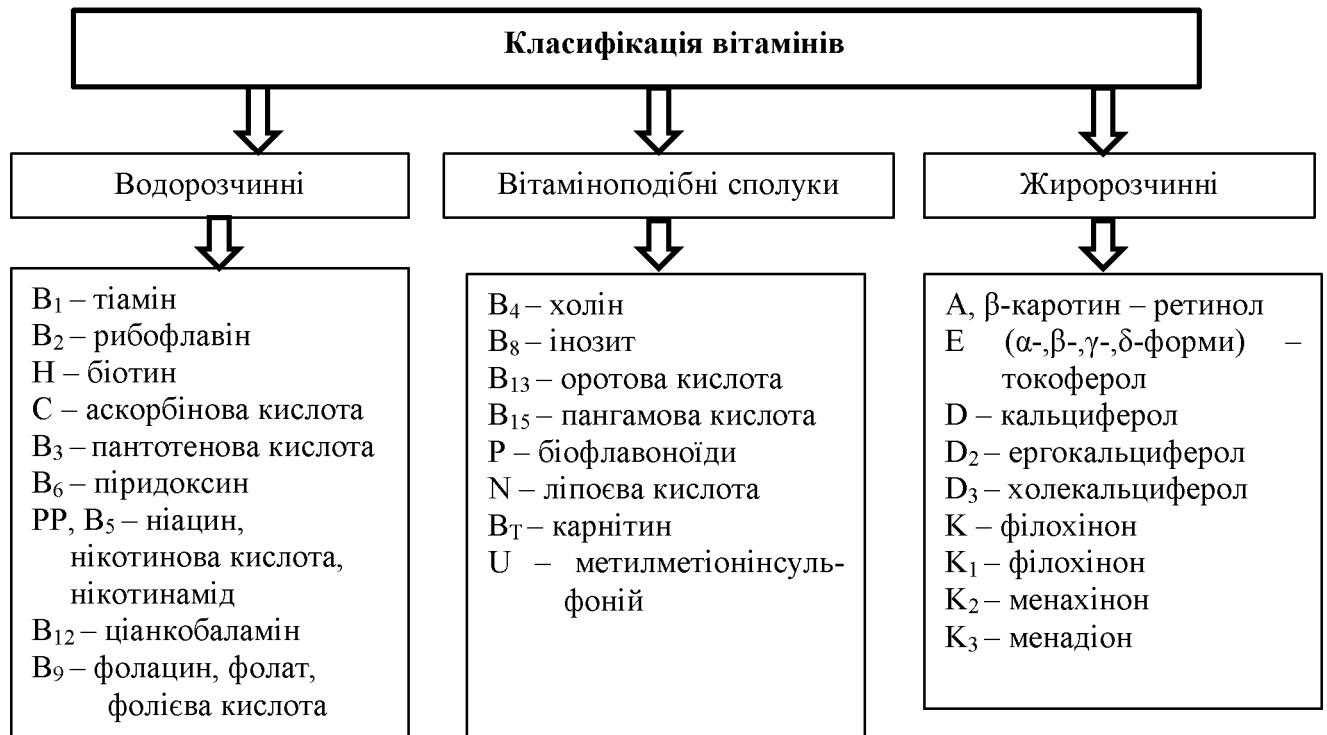 Класифікація вітамінів
Водорозчинні
Вітаміноподібні сполуки
Жиророзчинні
B₁ – тіамін
B₂ – рибофлавін
H – біотин
C – аскорбінова кислота
B₃ – пантотенова кислота
B₆ – піридоксин
PP, B₅ – ніацин,
нікотинова кислота,
нікотинамід
B₁₂ – ціанкобаламін
B₉ – фолацин, фолат,
фолієва кислота
B₄ – холін
B₈ – інозит
B₁₃ – оротова кислота
B₁₅ – пангамова кислота
P – біофлавоноїди
N – ліпоєва кислота
Bт – карнітин
U – метилметіонінсуль-
фоній
A, β-каротин – ретинол
E (α-,β-,γ-,δ-форми) –
токоферол
D – кальциферол
D₂ – ергокальциферол
D₃ – холекальциферол
K – філохінон
K₁ – філохінон
K₂ – менахінон
K₃ – менадіон